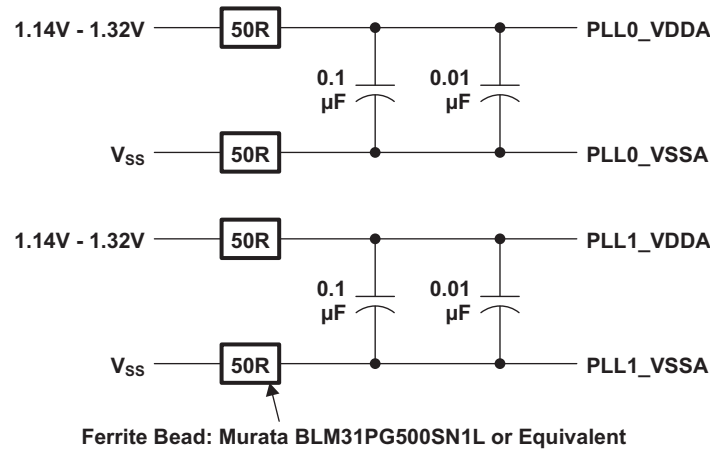 1.14V - 1.32V 50R PLL0_VDDA
0.1 µF 0.01 µF
VSS 50R PLL0_VSSA
1.14V - 1.32V 50R PLL1_VDDA
0.1 µF 0.01 µF
VSS 50R PLL1_VSSA
Ferrite Bead: Murata BLM31PG500SN1L or Equivalent